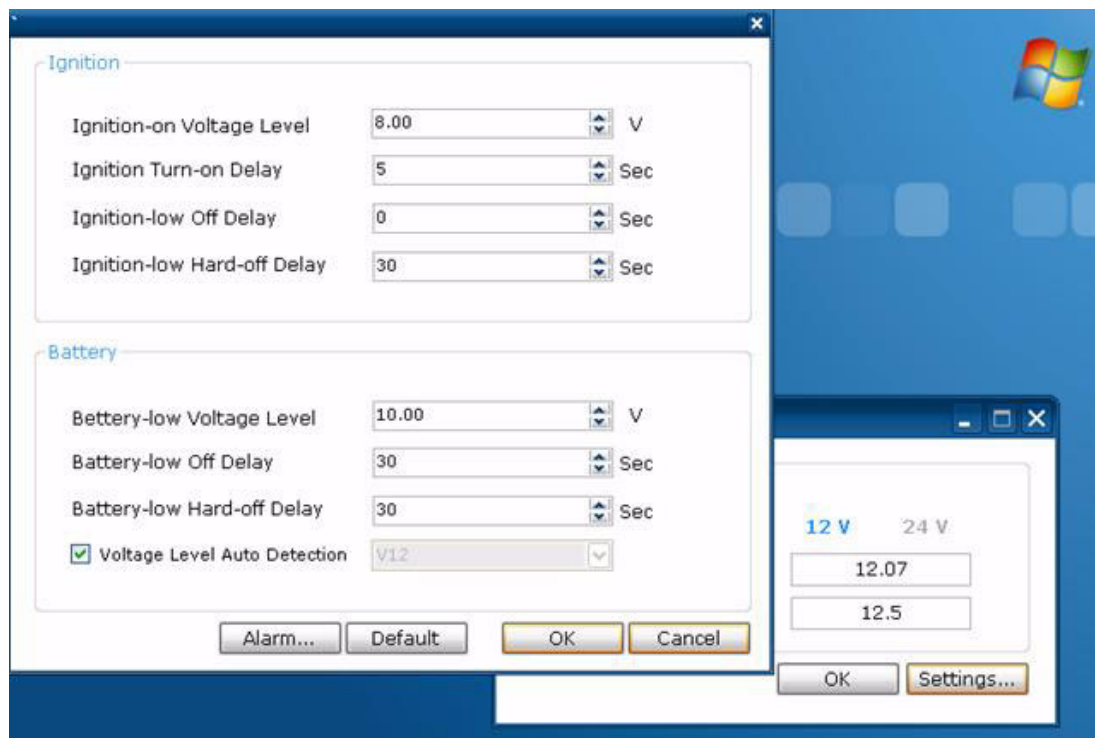 Ignition
Ignition-on Voltage Level 8.00 V
Ignition Turn-on Delay 5 Sec
Ignition-low Off Delay 0 Sec
Ignition-low Hard-off Delay 30 Sec
Battery
Bettery-low Voltage Level 10.00 V
Battery-low Off Delay 30 Sec
Battery-low Hard-off Delay 30 Sec
Voltage Level Auto Detection V12
Alarm... Default OK Cancel
12 V 24 V
12.07
12.5
OK Settings...